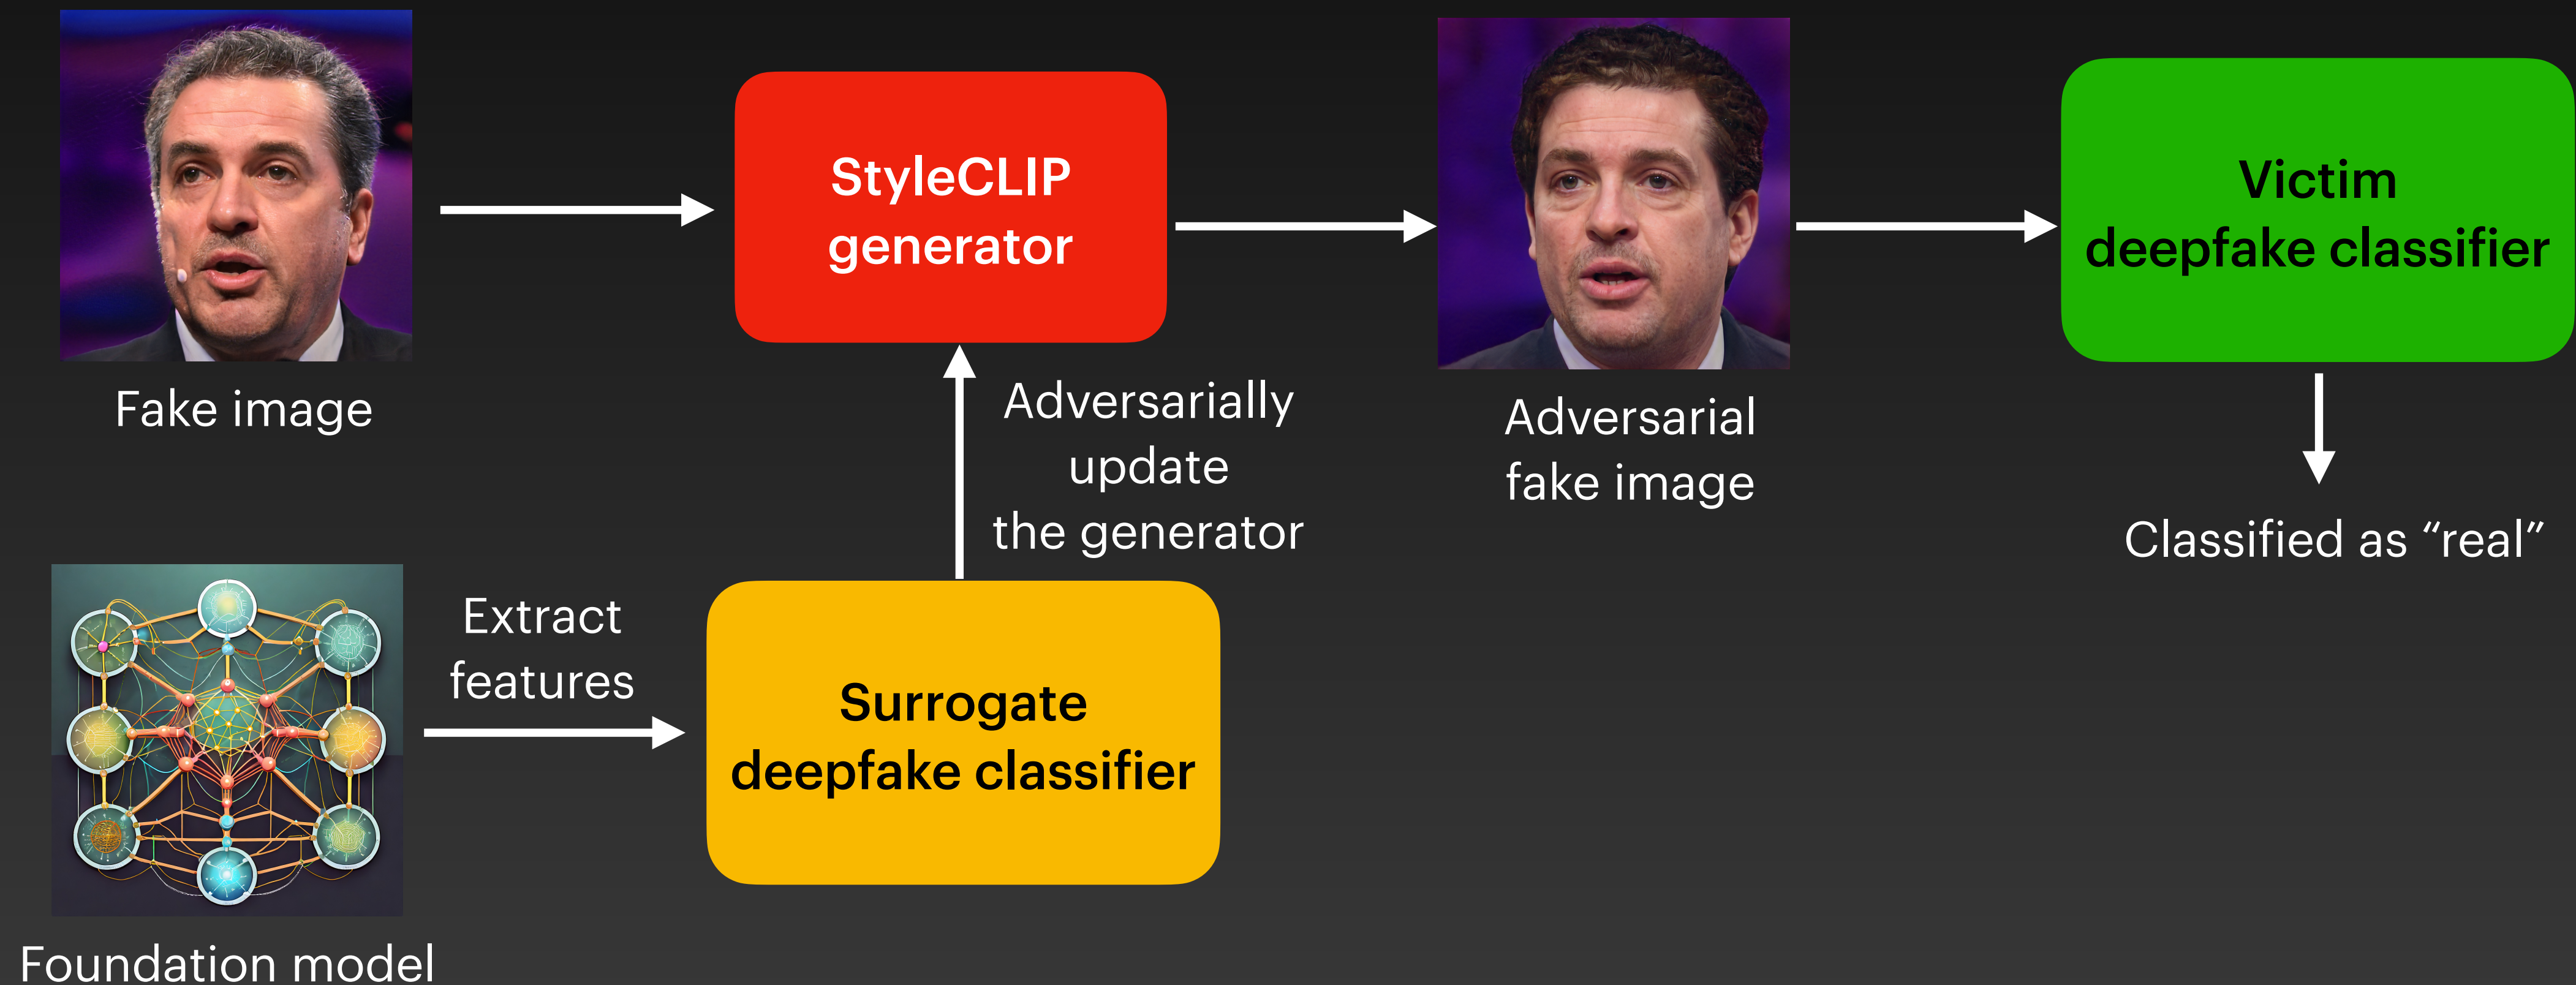 Fake image
StyleCLIP
generator
Adversarial
fake image
Victim
deepfake classifier
Classified as “real”
Adversarially
update
the generator
Foundation model
Extract
features
Surrogate
deepfake classifier